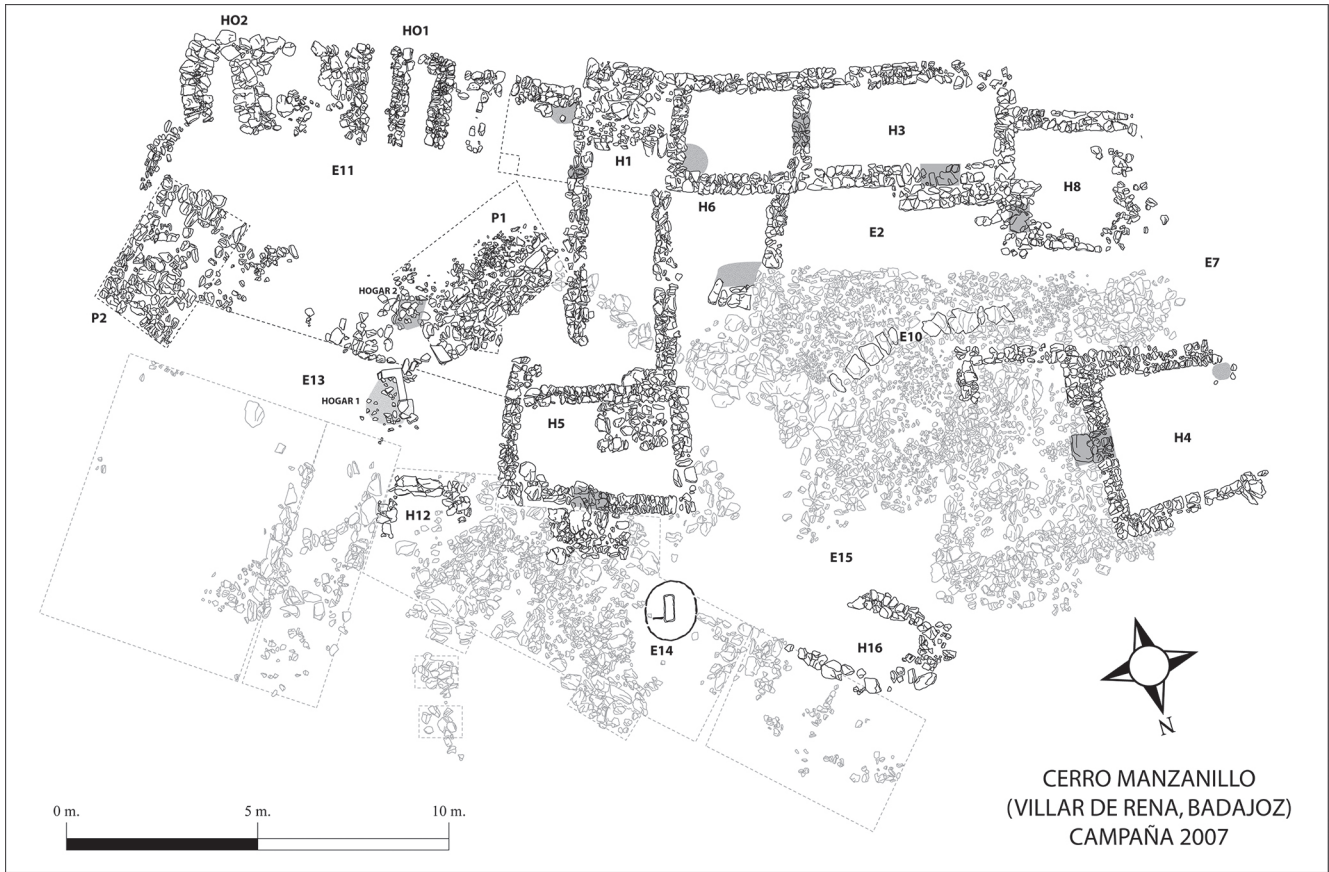 HO2
HO1
H3
H1
E11
H8
H6
P1
E2
E7
HOGAR 2
P2
E10
E13
HOGAR 1
H5
H4
H12
E15
H16
E14
N
CERRO MANZANILLO
(VILLAR DE RENA, BADAJOZ)
CAMPAÑA 2007
0 m.
5 m.
10 m.